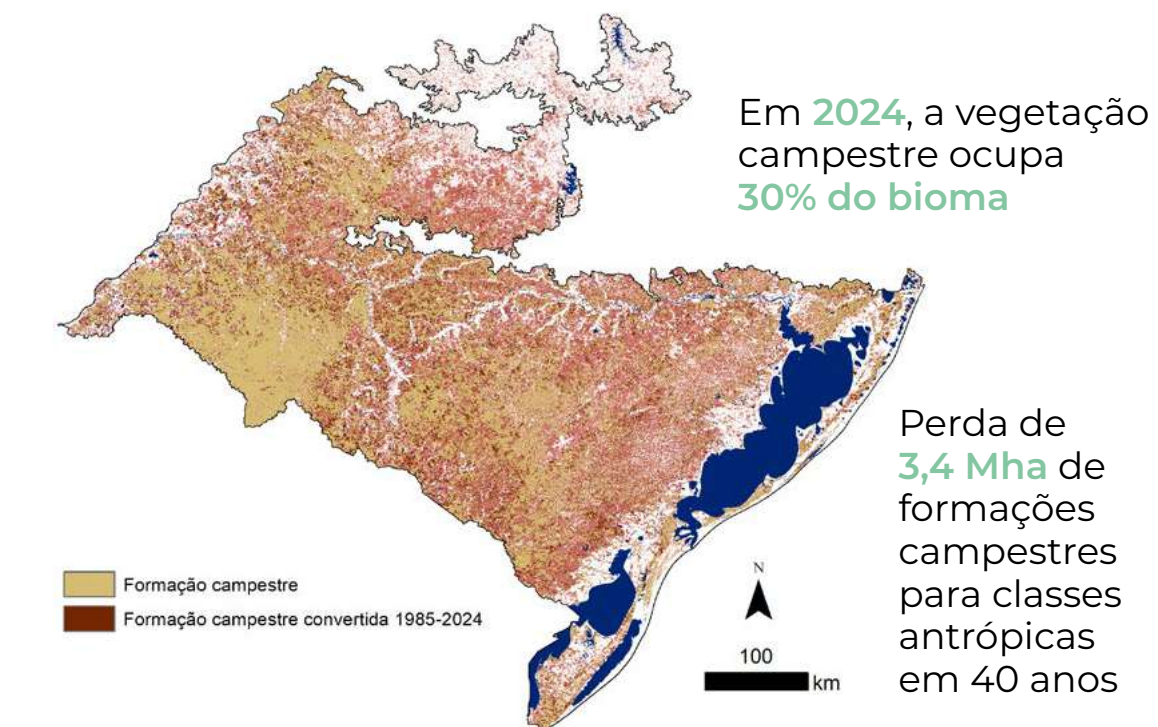 Em 2024, a vegetação
campestre ocupa
30% do bioma
Perda de
3,4 Mha de
formações
campestres
para classes
antrópicas
em 40 anos
Formação campestre
Formação campestre convertida 1985-2024
N
100
km